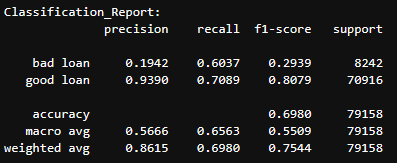 Classification_Report:
precision recall f1-score support
bad loan 0.1942 0.6037 0.2939 8242
good loan 0.9390 0.7089 0.8079 70916
accuracy 0.6980 79158
macro avg 0.5666 0.6563 0.5509 79158
weighted avg 0.8615 0.6980 0.7544 79158